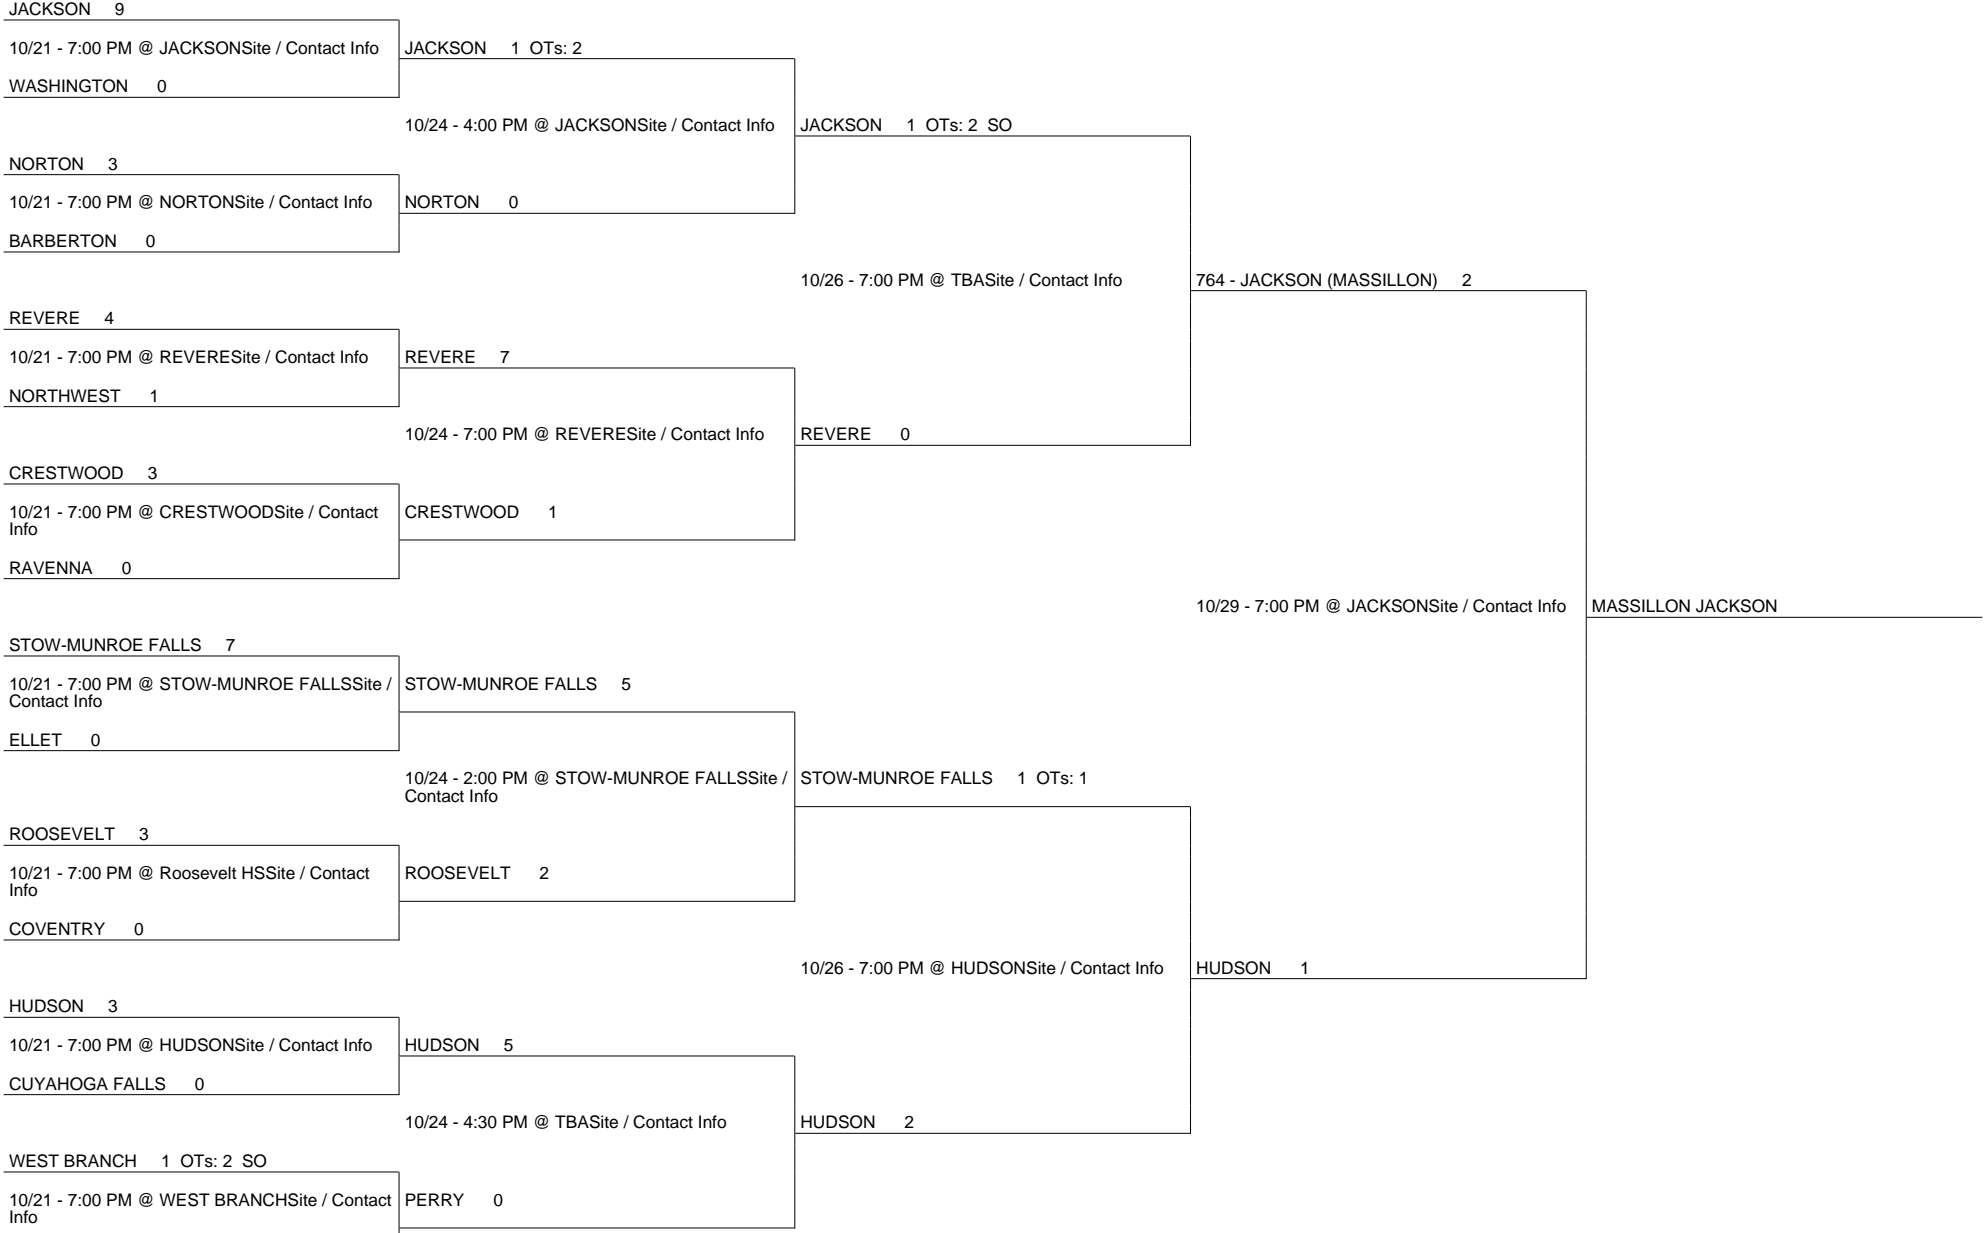 JACKSON 9
10/21 - 7:00 PM @ JACKSONSite / Contact Info
WASHINGTON 0
NORTON 3
10/21 - 7:00 PM @ NORTONSite / Contact Info
BARBERTON 0
REVERE 4
10/21 - 7:00 PM @ REVERESite / Contact Info
NORTHWEST 1
CRESTWOOD 3
10/21 - 7:00 PM @ CRESTWOODSite / Contact
Info
RAVENNA 0
STOW-MUNROE FALLS 7
10/21 - 7:00 PM @ STOW-MUNROE FALLSSite /
Contact Info
ELLET 0
ROOSEVELT 3
10/21 - 7:00 PM @ Roosevelt HSSite / Contact
Info
COVENTRY 0
HUDSON 3
10/21 - 7:00 PM @ HUDSONSite / Contact Info
CUYAHOGA FALLS 0
WEST BRANCH 1 OTs: 2 SO
10/21 - 7:00 PM @ WEST BRANCHSite / Contact
Info
JACKSON 1 OTs: 2
10/24 - 4:00 PM @ JACKSONSite / Contact Info
NORTON 0
REVERE 7
10/24 - 7:00 PM @ REVERESite / Contact Info
CRESTWOOD 1
STOW-MUNROE FALLS 5
10/24 - 2:00 PM @ STOW-MUNROE FALLSSite /
Contact Info
ROOSEVELT 2
HUDSON 5
10/24 - 4:30 PM @ TBASite / Contact Info
PERRY 0
JACKSON 1 OTs: 2 SO
10/26 - 7:00 PM @ TBASite / Contact Info
REVERE 0
STOW-MUNROE FALLS 1 OTs: 1
10/26 - 7:00 PM @ HUDSONSite / Contact Info
HUDSON 2
764 - JACKSON (MASSILLON) 2
10/29 - 7:00 PM @ JACKSONSite / Contact Info
HUDSON 1
MASSILLON JACKSON